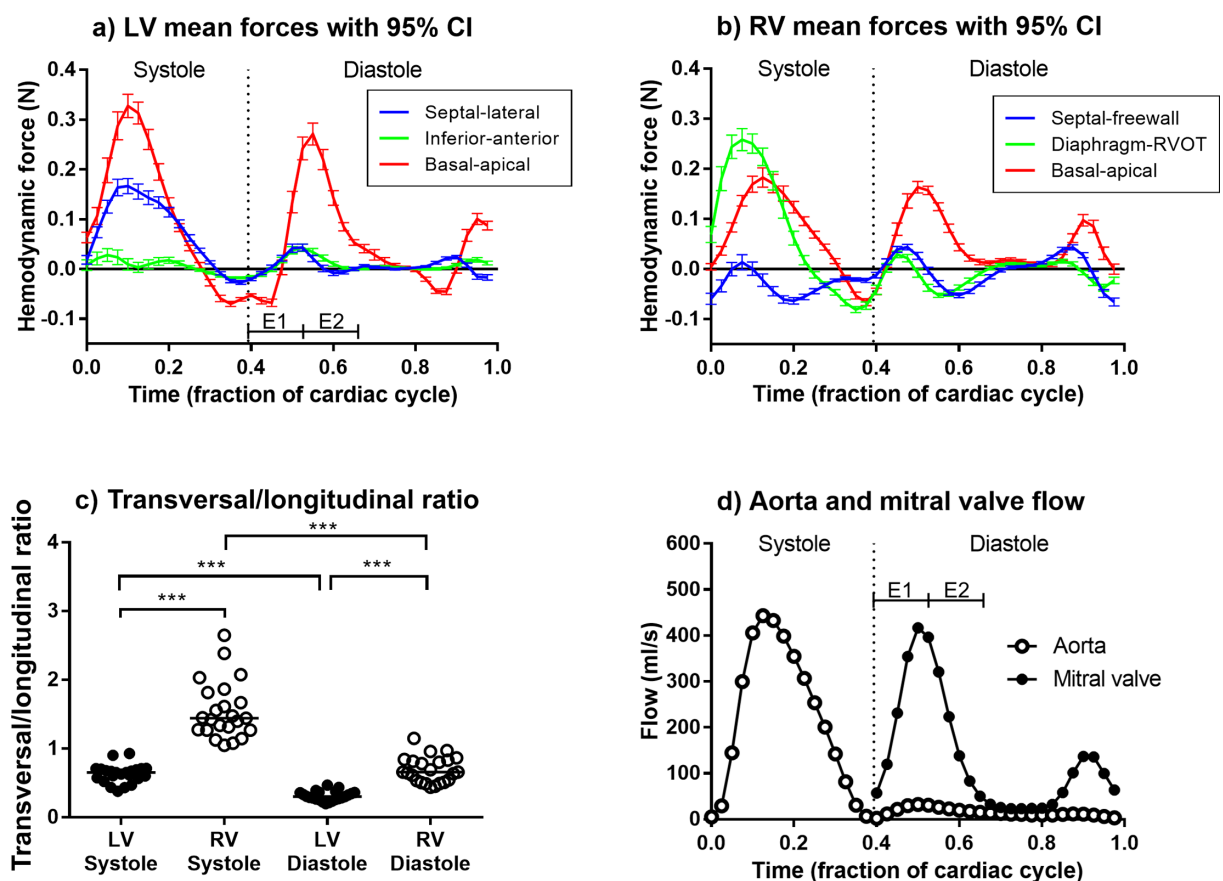 a) LV mean forces with 95% CI
Systole Diastole
Hemodynamic force (N)
0.4
0.3
0.2
0.1
0.0
-0.1
Septal-lateral
Inferior-anterior
Basal-apical
E1 E2
0.0 0.2 0.4 0.6 0.8 1.0
Time (fraction of cardiac cycle)
b) RV mean forces with 95% CI
Systole Diastole
Hemodynamic force (N)
0.4
0.3
0.2
0.1
0.0
-0.1
Septal-freewall
Diaphragm-RVOT
Basal-apical
0.0 0.2 0.4 0.6 0.8 1.0
Time (fraction of cardiac cycle)
c) Transversal/longitudinal ratio
Transversal/longitudinal ratio
4
3
2
1
0
***
***
***
***
LV RV LV RV
Systole Systole Diastole Diastole
d) Aorta and mitral valve flow
Systole Diastole
Flow (ml/s)
600
500
400
300
200
100
0
E1 E2
Aorta
Mitral valve
0.0 0.2 0.4 0.6 0.8 1.0
Time (fraction of cardiac cycle)